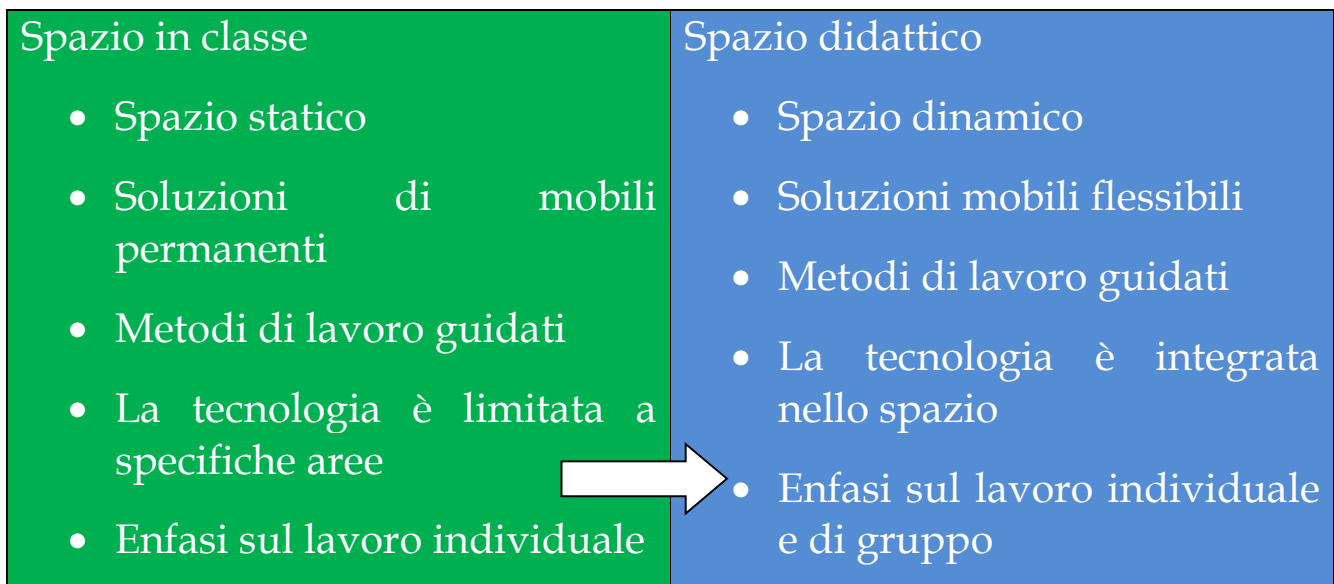 Spazio in classe
• Spazio statico
• Soluzioni di mobili
permanenti
• Metodi di lavoro guidati
• La tecnologia è limitata a
specifiche aree
• Enfasi sul lavoro individuale
Spazio didattico
• Spazio dinamico
• Soluzioni mobili flessibili
• Metodi di lavoro guidati
• La tecnologia è integrata
nello spazio
• Enfasi sul lavoro individuale
e di gruppo